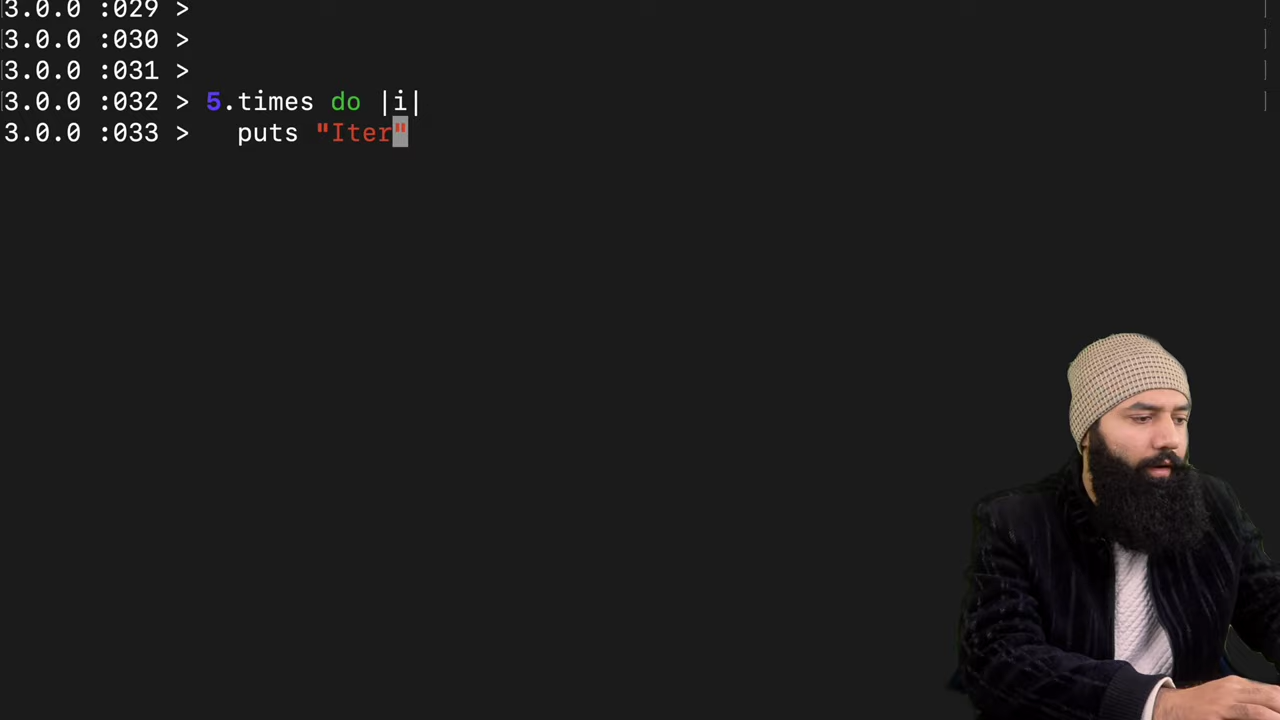 3.0.0 :029 >
3.0.0 :030 >
3.0.0 :031 >
3.0.0 :032 > 5.times do |i|
3.0.0 :033 >   puts "Iter"